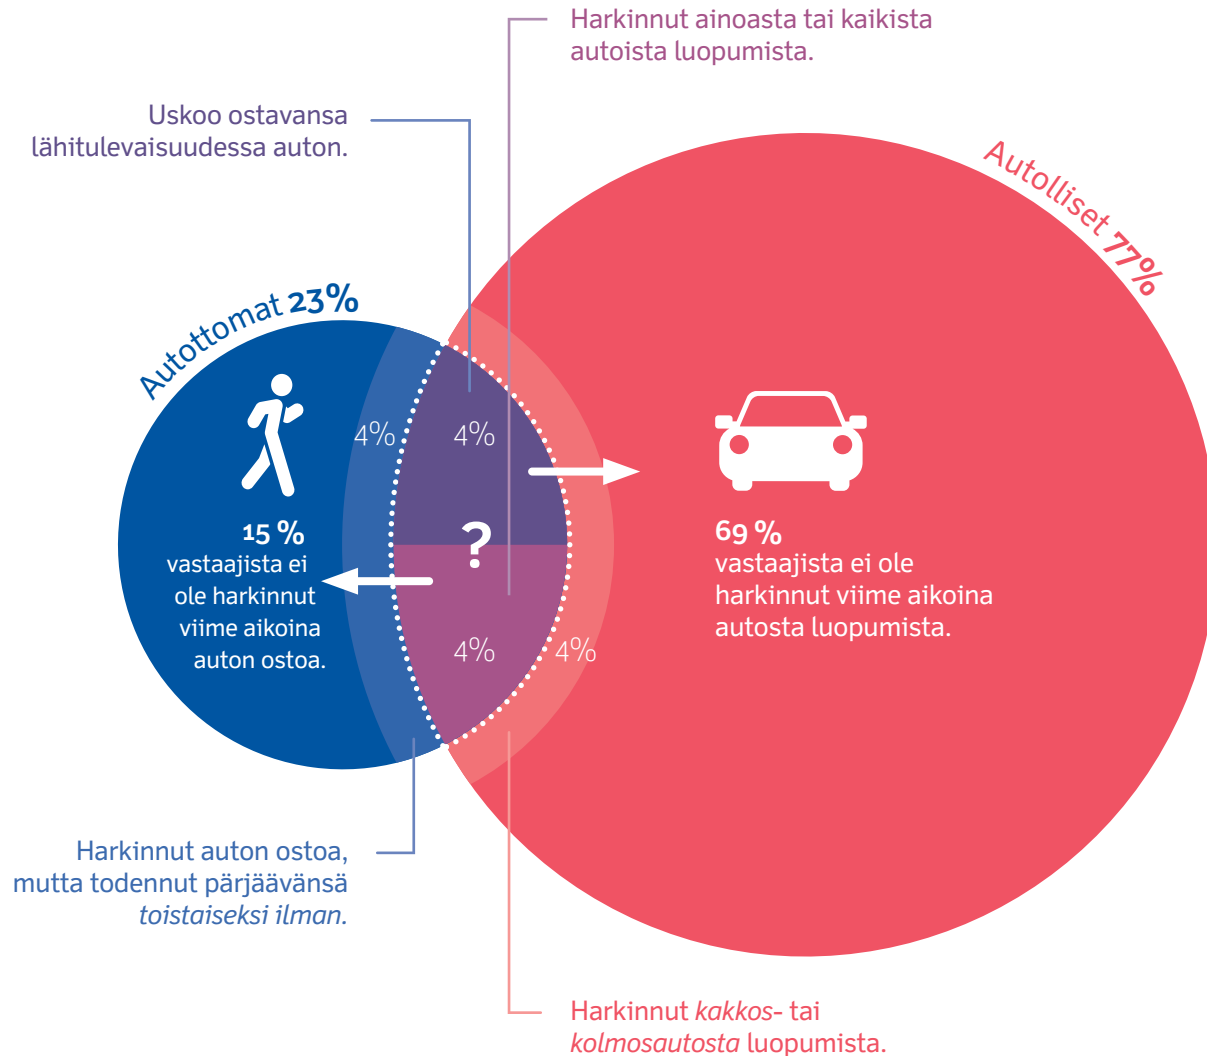 Harkinnut ainoasta tai kaikista
autoista luopumista.
Uskoo ostavansa
lähitulevaisuudessa auton.
Autolliset 77%
Autottomat 23%
4%
4%
15 %
vastaajista ei
ole harkinnut
viime aikoina
auton ostoa.
?
69 %
vastaajista ei ole
harkinnut viime aikoina
autosta luopumista.
4%
4%
Harkinnut auton ostoa,
mutta todennut pärjäävänsä
toistaiseksi ilman.
Harkinnut kakkos- tai
kolmosautosta luopumista.